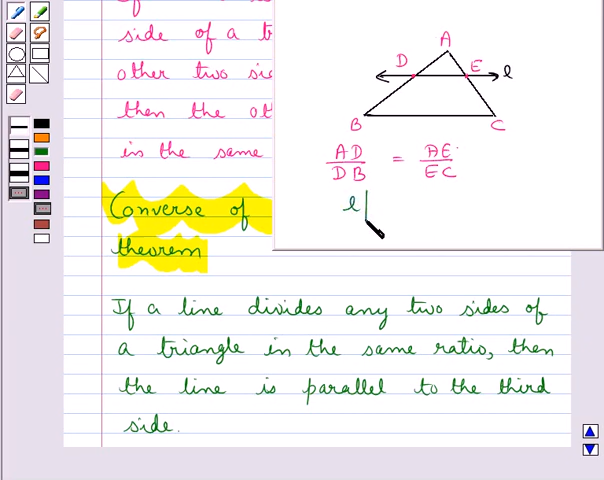 side of a
other two
then the
in the same
A
D E l
B C
AD/DB = AE/EC
l|
Converse of
theorem
If a line divides any two sides of
a triangle in the same ratio, then
the line is parallel to the third
side.